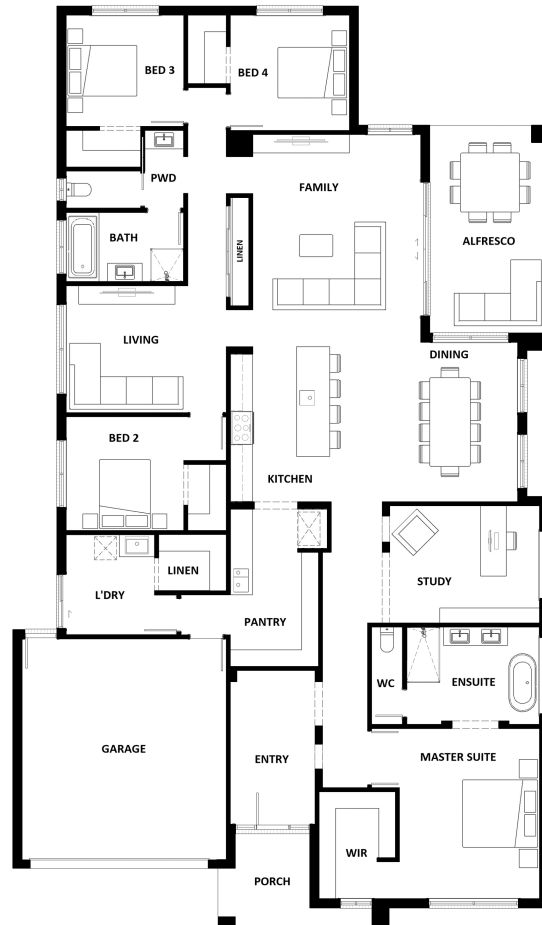 BED 3
BED 4
PWD
FAMILY
BATH
LINEN
ALFRESCO
LIVING
DINING
BED 2
KITCHEN
LINEN
L'DRY
STUDY
PANTRY
WC
ENSUITE
GARAGE
ENTRY
MASTER SUITE
WIR
PORCH